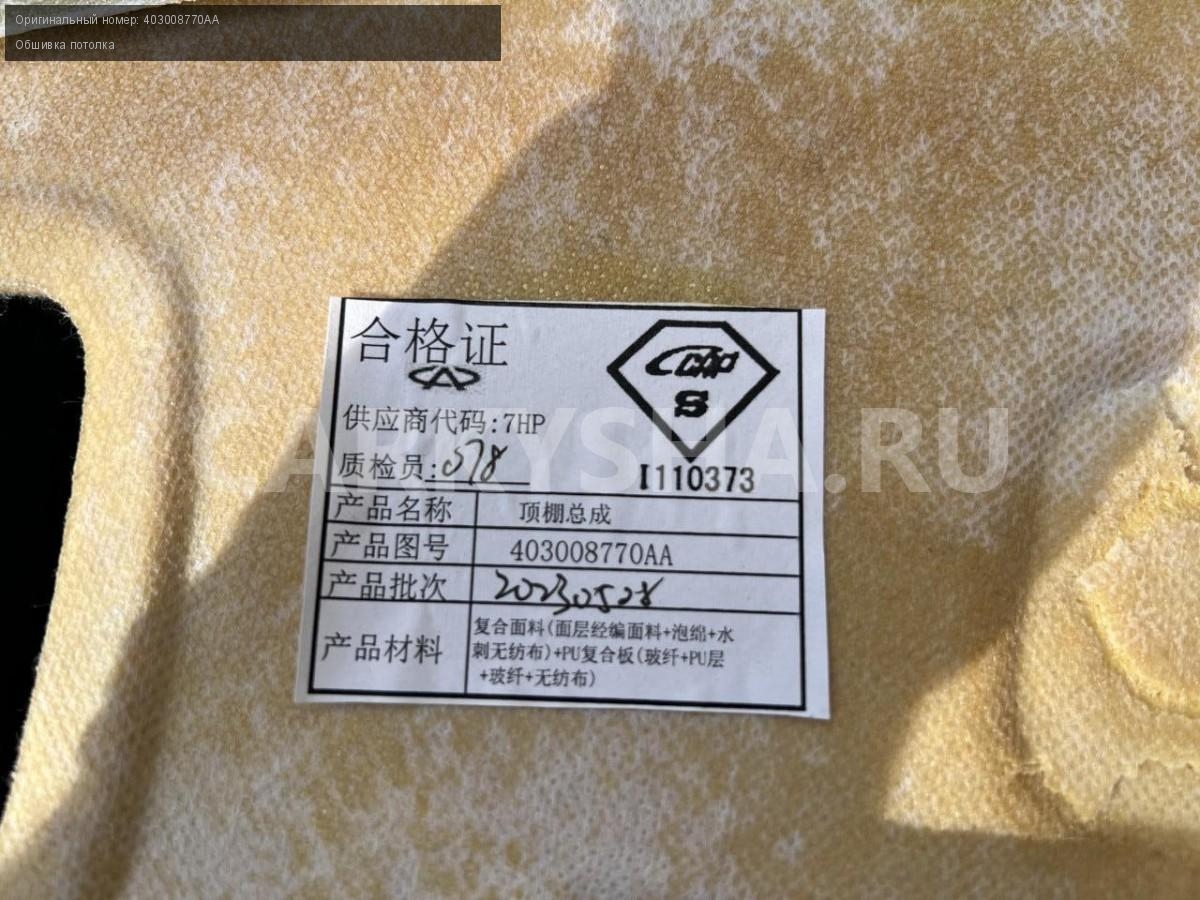 Оригинальный номер: 403008770AA
Обшивка потолка
合格证
供应商代码:7HP
质检员:078
S
I110373
产品名称 顶棚总成
产品图号 403008770AA
产品批次 20230528
产品材料 复合面料(面层经编面料+泡绵+水
刺无纺布)+PU复合板(玻纤+PU层
+玻纤+无纺布)